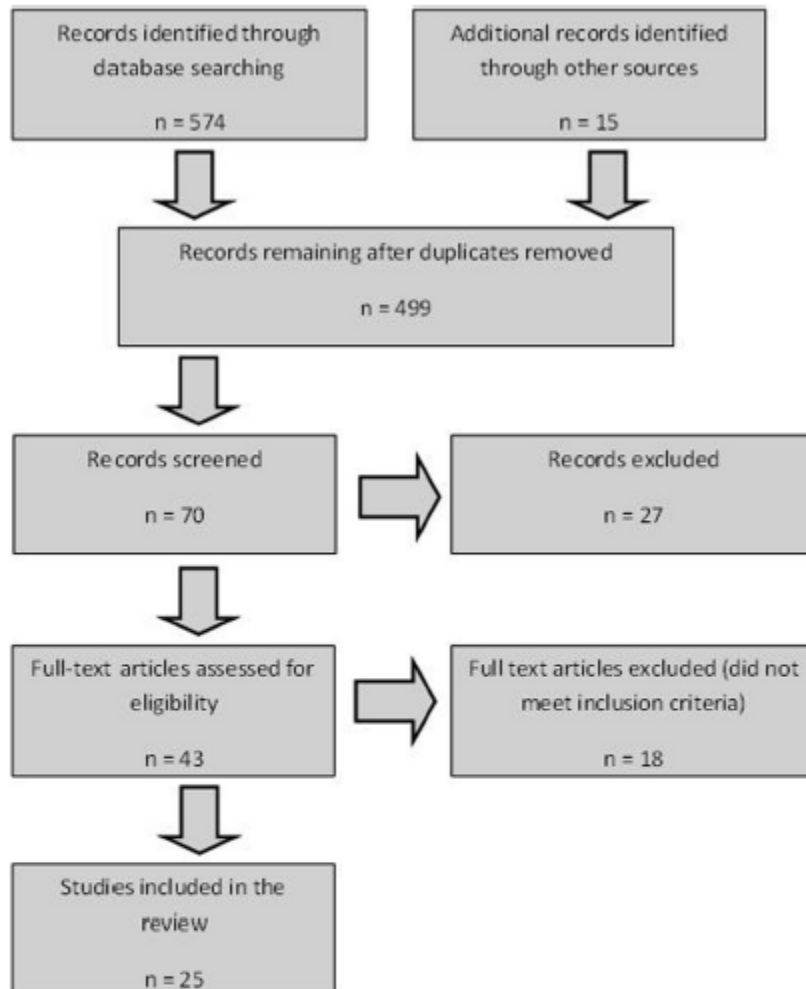 Records identified through
database searching
n = 574
Additional records identified
through other sources
n = 15
Records remaining after duplicates removed
n = 499
Records screened
n = 70
Records excluded
n = 27
Full-text articles assessed for
eligibility
n = 43
Full text articles excluded (did not
meet inclusion criteria)
n = 18
Studies included in the
review
n = 25